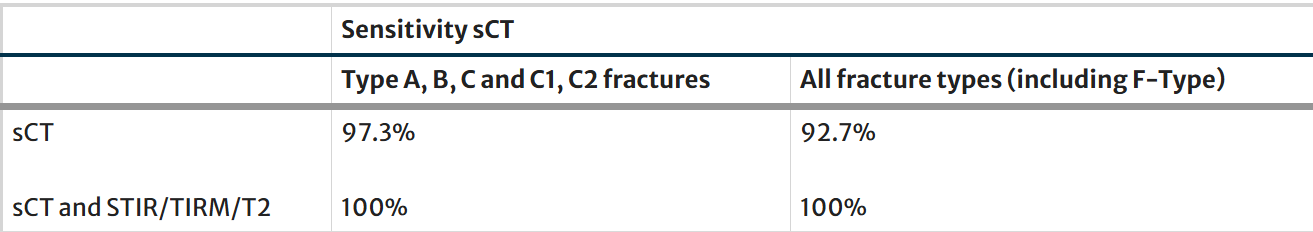 Sensitivity sCT
Type A, B, C and C1, C2 fractures All fracture types (including F-Type)
sCT 97.3% 92.7%
sCT and STIR/TIRM/T2 100% 100%